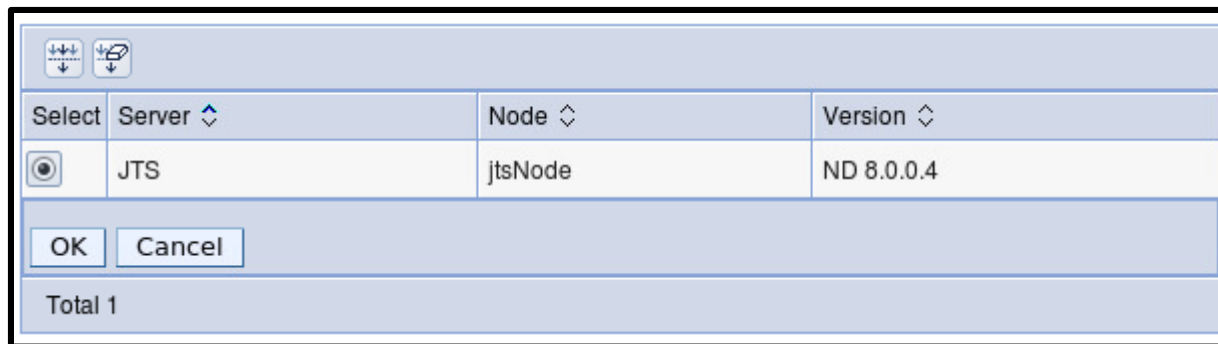 Select Server Node Version
JTS jtsNode ND 8.0.0.4
OK Cancel
Total 1